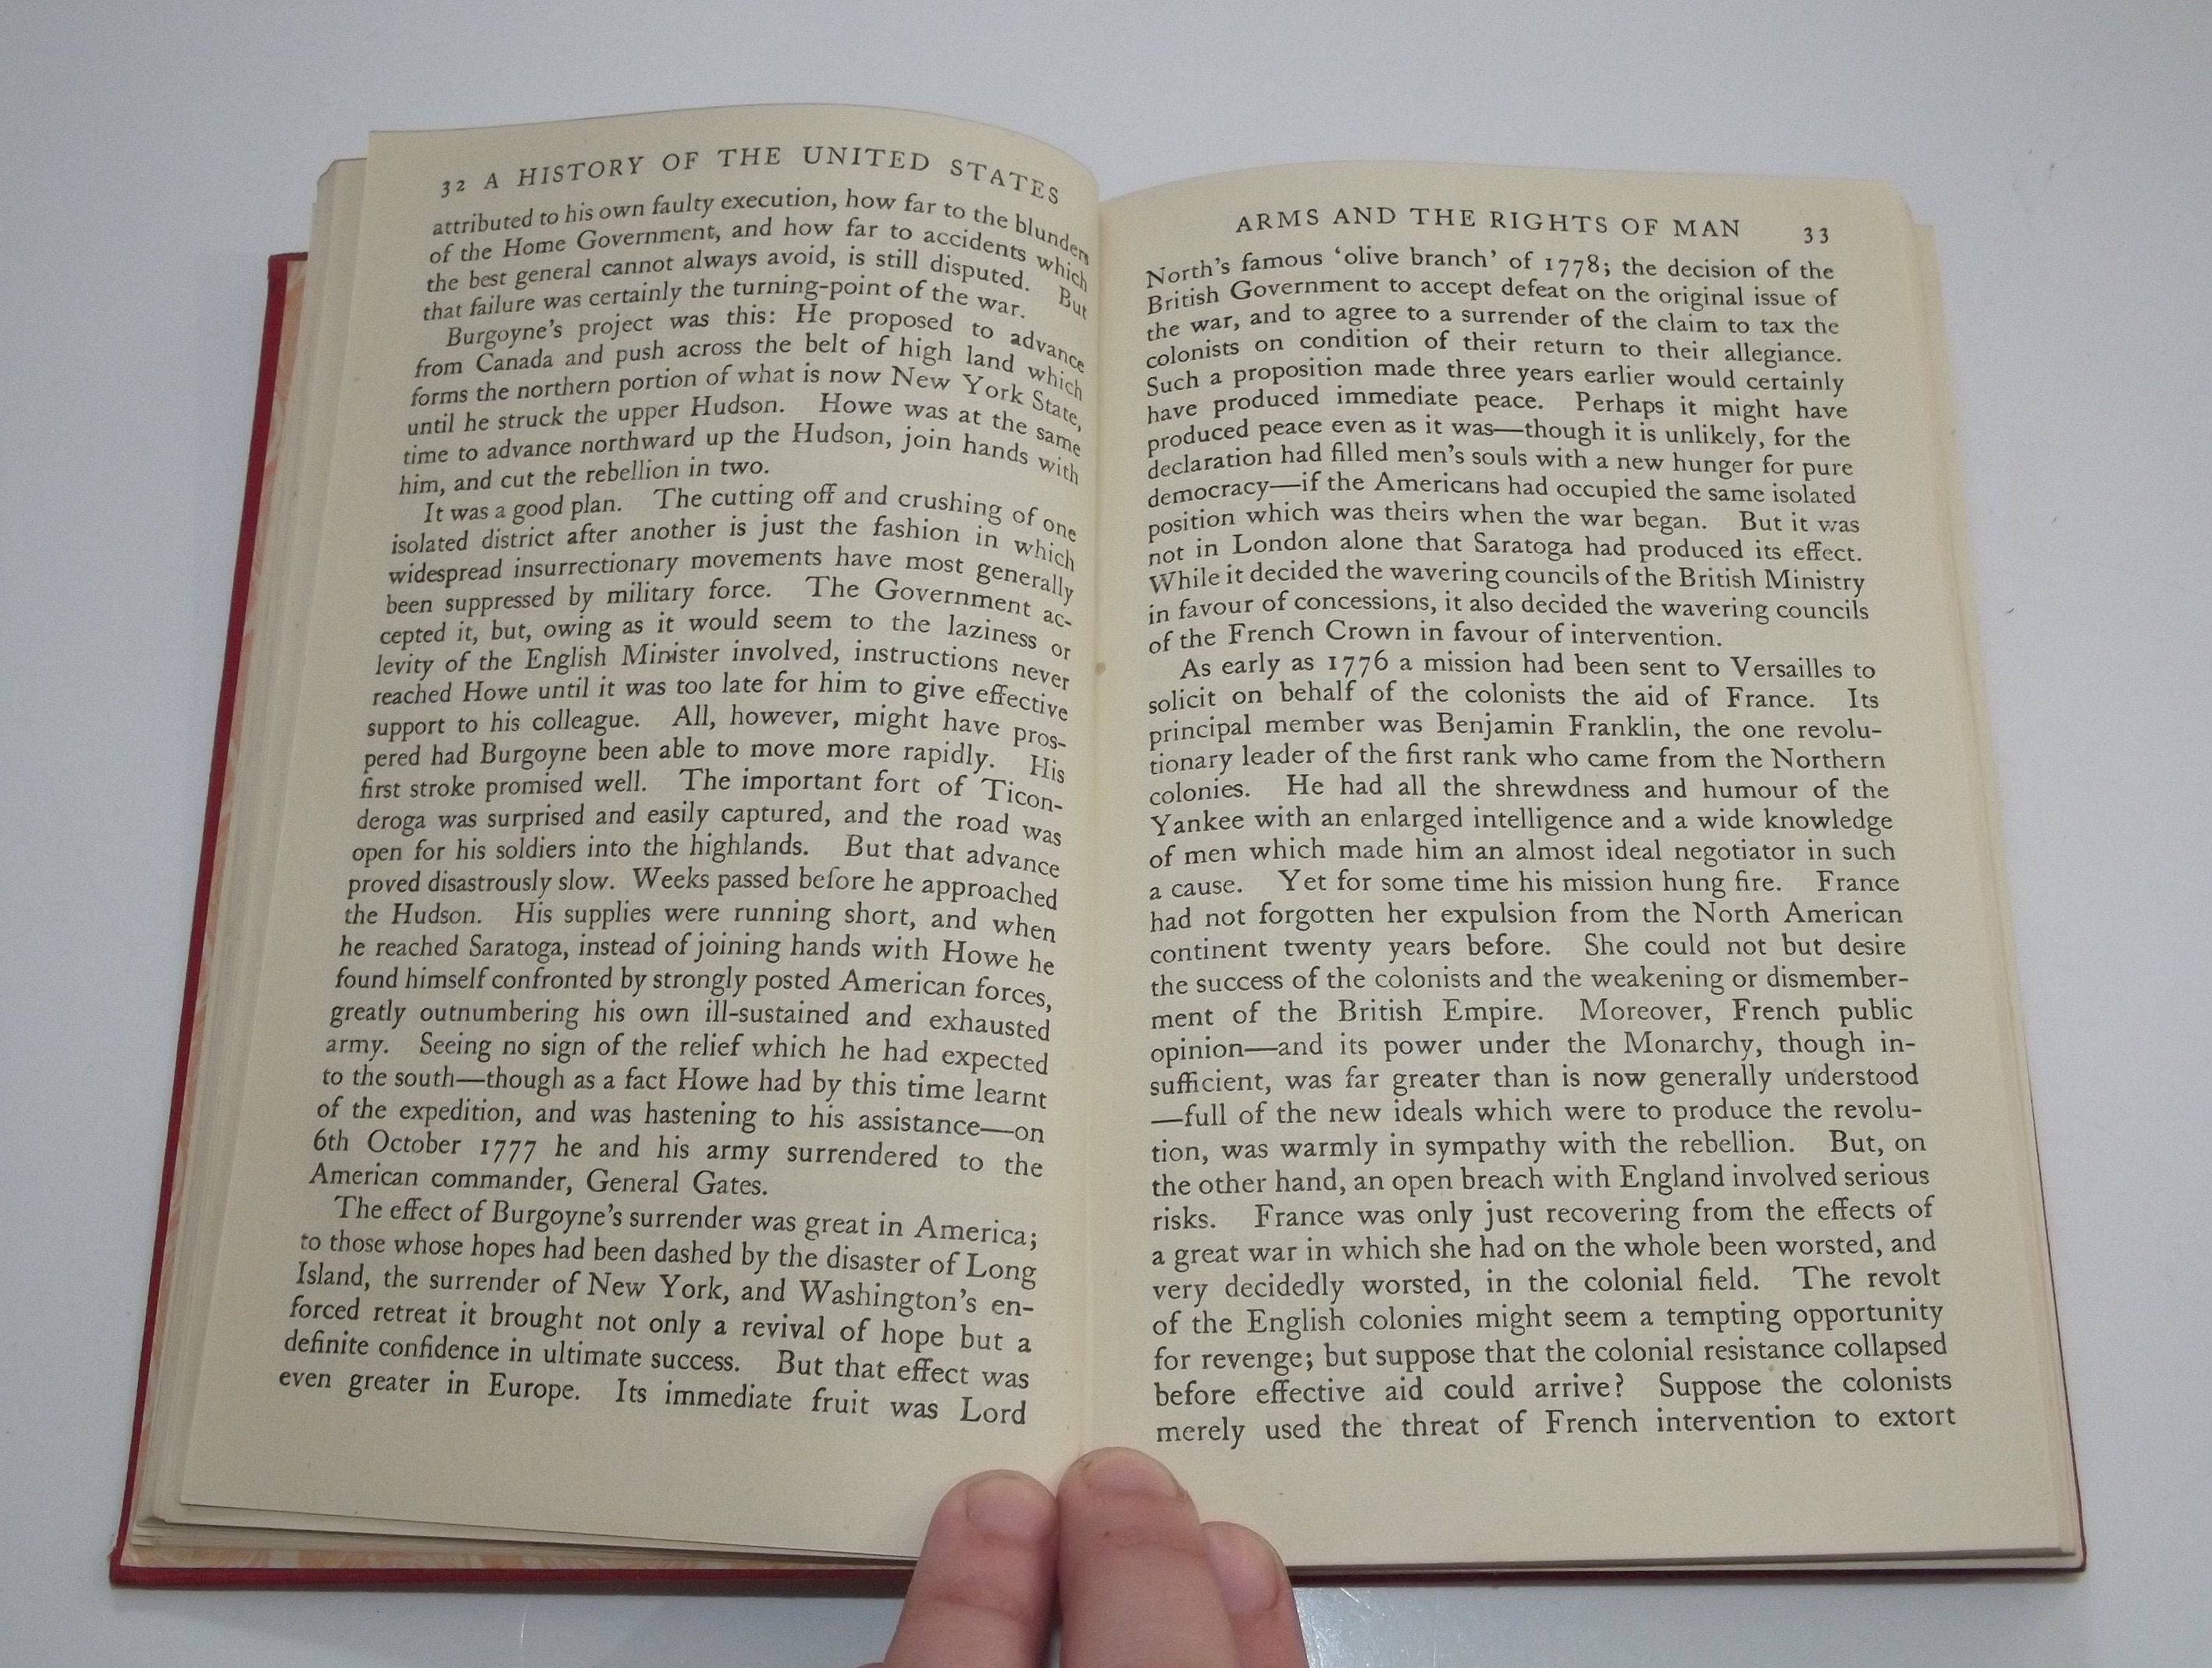 32 A HISTORY OF THE UNITED STATES
attributed to his own faulty execution, how far to the blunders
of the Home Government, and how far to accidents which
the best general cannot always avoid, is still disputed. But
that failure was certainly the turning-point of the war.
Burgoyne's project was this: He proposed to advance
from Canada and push across the belt of high land which
forms the northern portion of what is now New York State,
until he struck the upper Hudson. Howe was at the same
time to advance northward up the Hudson, join hands with
him, and cut the rebellion in two.
It was a good plan. The cutting off and crushing of one
isolated district after another is just the fashion in which
widespread insurrectionary movements have most generally
been suppressed by military force. The Government ac-
cepted it, but, owing as it would seem to the laziness or
levity of the English Minister involved, instructions never
reached Howe until it was too late for him to give effective
support to his colleague. All, however, might have pros-
pered had Burgoyne been able to move more rapidly. His
first stroke promised well. The important fort of Ticon-
deroga was surprised and easily captured, and the road was
open for his soldiers into the highlands. But that advance
proved disastrously slow. Weeks passed before he approached
the Hudson. His supplies were running short, and when
he reached Saratoga, instead of joining hands with Howe he
found himself confronted by strongly posted American forces,
greatly outnumbering his own ill-sustained and exhausted
army. Seeing no sign of the relief which he had expected
to the south—though as a fact Howe had by this time learnt
of the expedition, and was hastening to his assistance—on
6th October 1777 he and his army surrendered to the
American commander, General Gates.
The effect of Burgoyne's surrender was great in America;
to those whose hopes had been dashed by the disaster of Long
Island, the surrender of New York, and Washington's en-
forced retreat it brought not only a revival of hope but a
definite confidence in ultimate success. But that effect was
even greater in Europe. Its immediate fruit was Lord
ARMS AND THE RIGHTS OF MAN 33
North's famous 'olive branch' of 1778; the decision of the
British Government to accept defeat on the original issue of
the war, and to agree to a surrender of the claim to tax the
colonists on condition of their return to their allegiance.
Such a proposition made three years earlier would certainly
have produced immediate peace. Perhaps it might have
produced peace even as it was—though it is unlikely, for the
declaration had filled men's souls with a new hunger for pure
democracy—if the Americans had occupied the same isolated
position which was theirs when the war began. But it was
not in London alone that Saratoga had produced its effect.
While it decided the wavering councils of the British Ministry
in favour of concessions, it also decided the wavering councils
of the French Crown in favour of intervention.
As early as 1776 a mission had been sent to Versailles to
solicit on behalf of the colonists the aid of France. Its
principal member was Benjamin Franklin, the one revolu-
tionary leader of the first rank who came from the Northern
colonies. He had all the shrewdness and humour of the
Yankee with an enlarged intelligence and a wide knowledge
of men which made him an almost ideal negotiator in such
a cause. Yet for some time his mission hung fire. France
had not forgotten her expulsion from the North American
continent twenty years before. She could not but desire
the success of the colonists and the weakening or dismember-
ment of the British Empire. Moreover, French public
opinion—and its power under the Monarchy, though in-
sufficient, was far greater than is now generally understood
—full of the new ideals which were to produce the revolu-
tion, was warmly in sympathy with the rebellion. But, on
the other hand, an open breach with England involved serious
risks. France was only just recovering from the effects of
a great war in which she had on the whole been worsted, and
very decidedly worsted, in the colonial field. The revolt
of the English colonies might seem a tempting opportunity
for revenge; but suppose that the colonial resistance collapsed
before effective aid could arrive? Suppose the colonists
merely used the threat of French intervention to extort